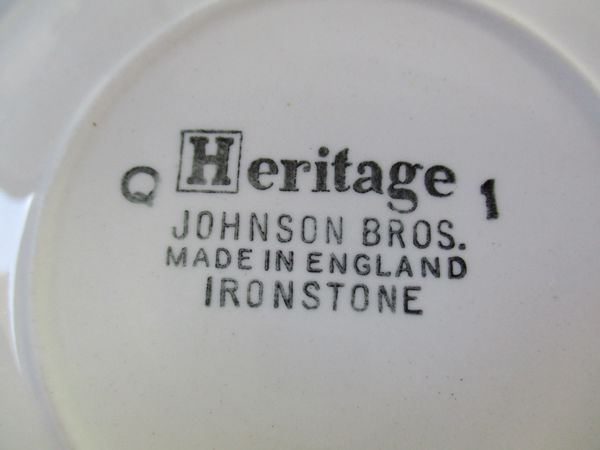 Q Heritage 1
JOHNSON BROS.
MADE IN ENGLAND
IRONSTONE